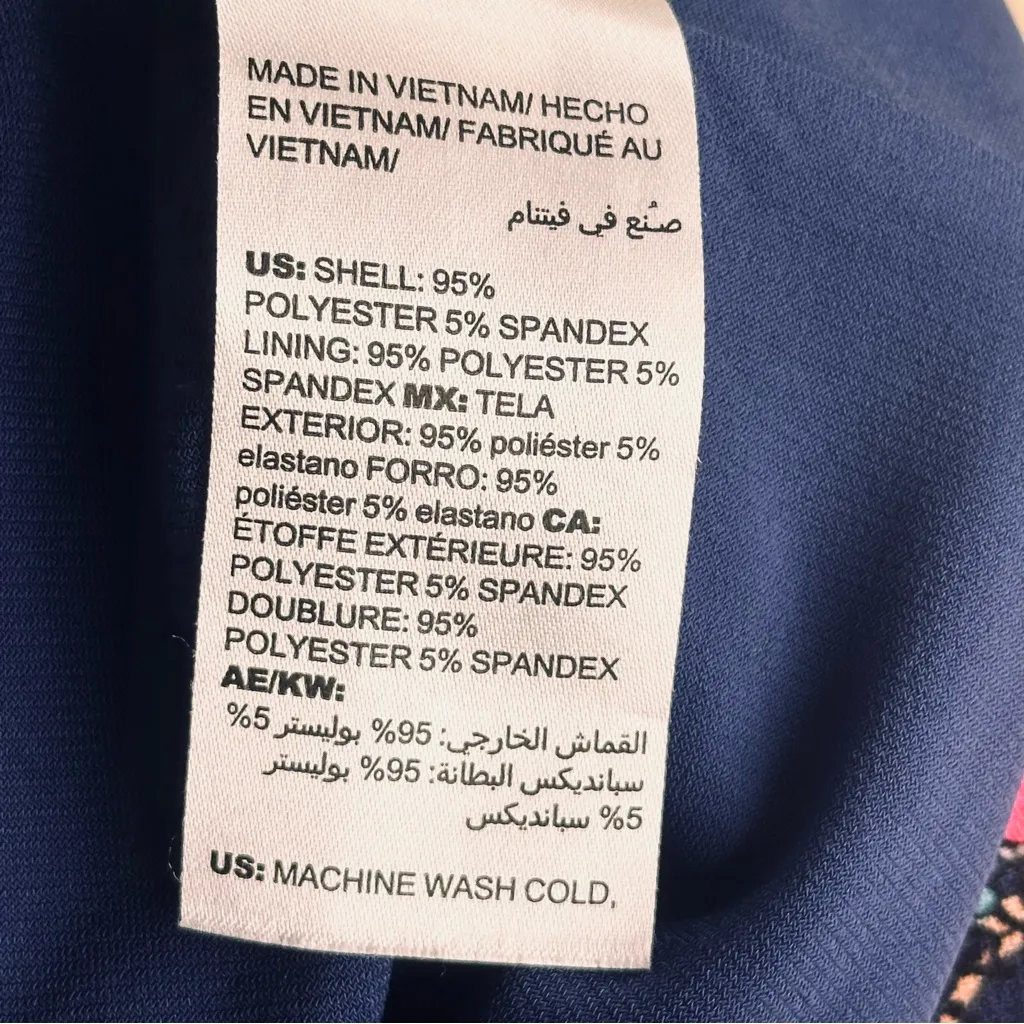 MADE IN VIETNAM/ HECHO
EN VIETNAM/ FABRIQUÉ AU
VIETNAM/
صُنع في فيتنام
US: SHELL: 95%
POLYESTER 5% SPANDEX
LINING: 95% POLYESTER 5%
SPANDEX MX: TELA
EXTERIOR: 95% poliéster 5%
elastano FORRO: 95%
poliéster 5% elastano CA:
ÉTOFFE EXTÉRIEURE: 95%
POLYESTER 5% SPANDEX
DOUBLURE: 95%
POLYESTER 5% SPANDEX
AE/KW:
القماش الخارجي: 95% بوليستر 5%
سبانديكس البطانة: 95% بوليستر
5% سبانديكس
US: MACHINE WASH COLD,